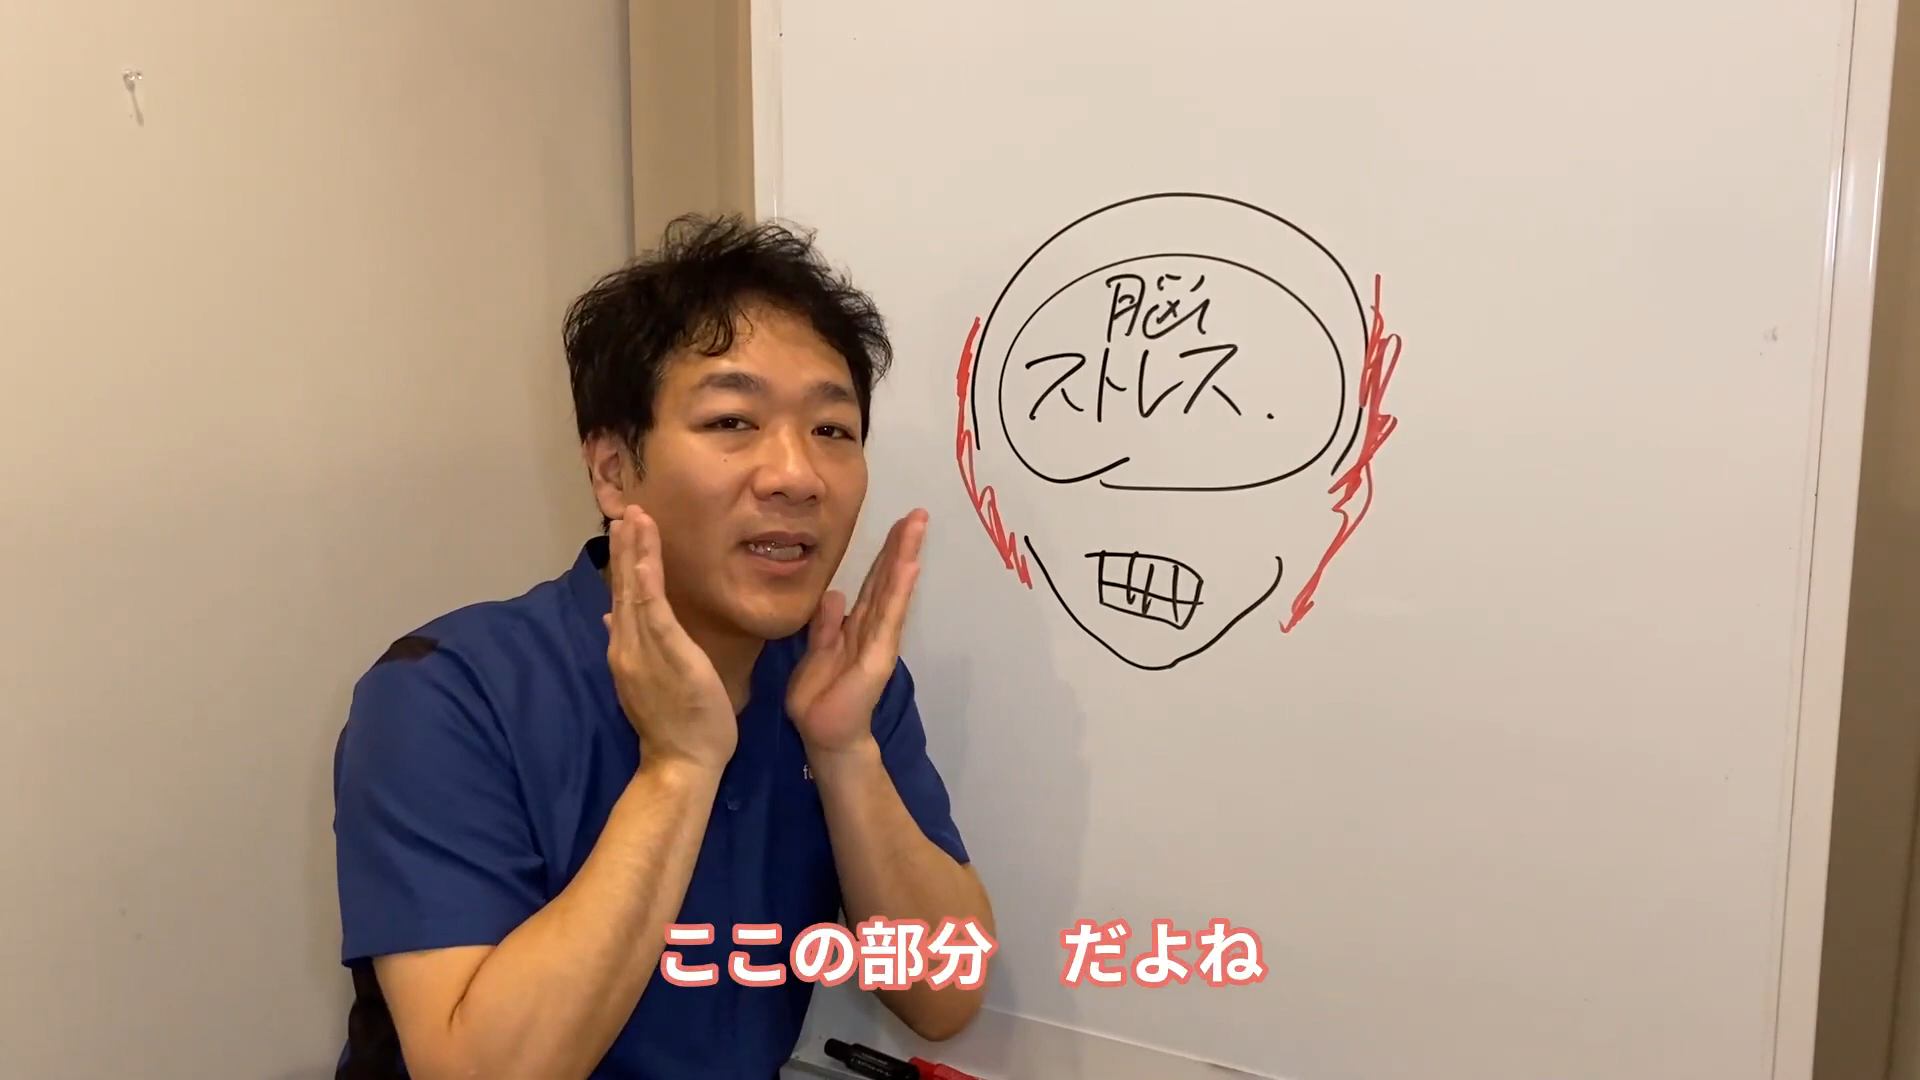 脳
ストレス.
ここの部分　だよね